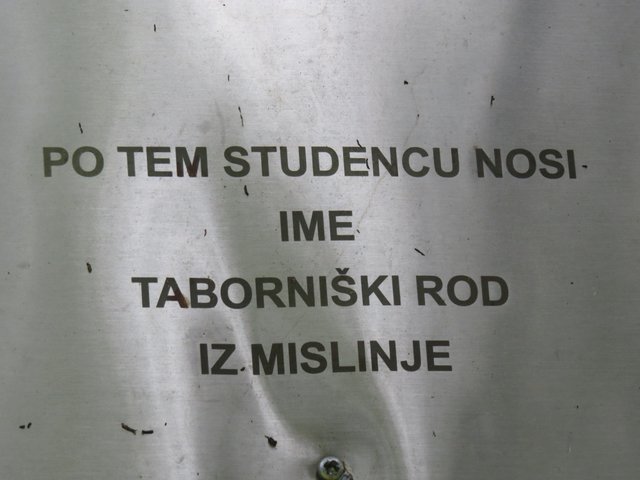 PO TEM STUDENCU NOSI
IME
TABORNIŠKI ROD
IZ MISLINJE